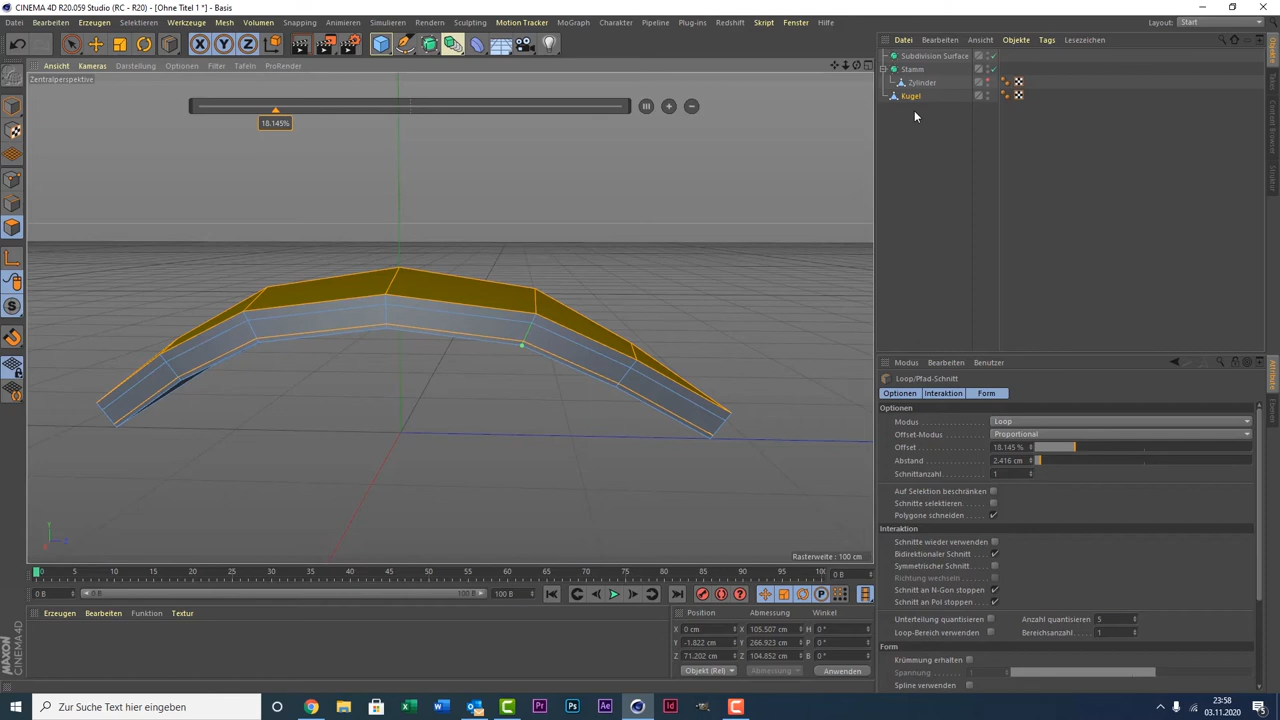 CINEMA 4D R20.059 Studio (RC - R20) - [Ohne Titel 1 *] - Basis
Datei Bearbeiten Erzeugen Selektieren Werkzeuge Mesh Volumen Snapping Animieren Simulieren Rendern Sculpting Motion Tracker MoGraph Charakter Pipeline Plug-ins Redshift Skript Fenster Hilfe
Layout: Start
X Y Z
Ansicht Kameras Darstellung Optionen Filter Tafeln ProRender
Zentralperspektive
18.145%
Rasterweite : 100 cm
0 5 10 15 20 25 30 35 40 45 50 55 60 65 70 75 80 85 90 95 100 0 B
0 B 0 B 100 B 100 B
Erzeugen Bearbeiten Funktion Textur
Position Abmessung Winkel
X 0 cm X 105.507 cm H 0 °
Y -1.822 cm Y 266.923 cm P 0 °
Z 71.202 cm Z 104.852 cm B 0 °
Objekt (Rel) Abmessung Anwenden
MAXON CINEMA 4D
Datei Bearbeiten Ansicht Objekte Tags Lesezeichen
Subdivision Surface
Stamm
Zylinder
Kugel
Objekte
Takes
Content Browser
Struktur
Modus Bearbeiten Benutzer
Loop/Pfad-Schnitt
Optionen Interaktion Form
Optionen
Modus Loop
Offset-Modus Proportional
Offset 18.145 %
Abstand 2.416 cm
Schnittanzahl 1
Auf Selektion beschränken
Schnitte selektieren
Polygone schneiden
Interaktion
Schnitte wieder verwenden
Bidirektionaler Schnitt
Symmetrischer Schnitt
Richtung wechseln
Schnitt an N-Gon stoppen
Schnitt an Pol stoppen
Unterteilung quantisieren Anzahl quantisieren 5
Loop-Bereich verwenden Bereichsanzahl 1
Form
Krümmung erhalten
Spannung
Spline verwenden
Attribute
Ebenen
Zur Suche Text hier eingeben
23:58
03.11.2020